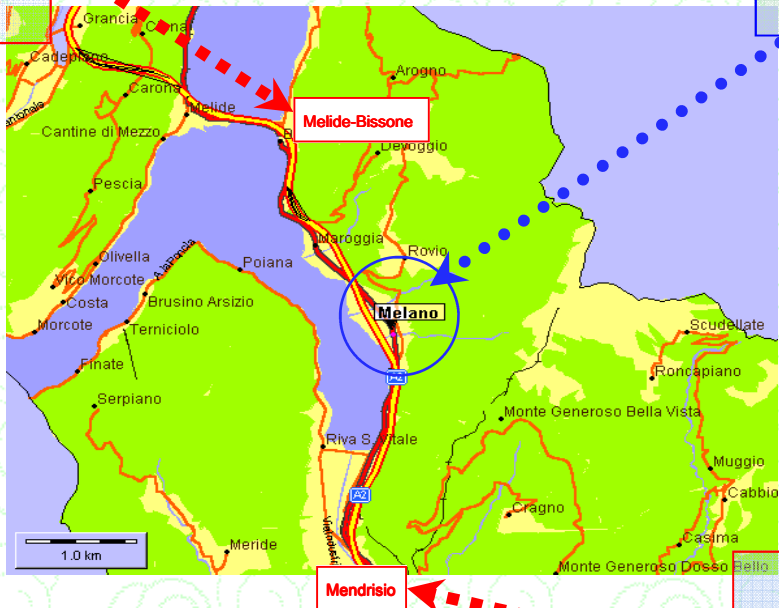 Grancia
Cadepiano
Arogno
Carona
Melide
Melide-Bissone
Cantine di Mezzo
Devoggio
Pescia
Maroggia
Rovio
Olivella
A la Poncia
Poiana
Vico Morcote
Costa
Brusino Arsizio
Melano
Morcote
Terniciolo
Scudellate
Finate
A2
Roncapiano
Serpiano
Monte Generoso Bella Vista
Riva S. Vitale
Muggio
A2
Cabbio
Cragno
Casima
1.0 km
Meride
Monte Generoso Dosso Bello
Mendrisio